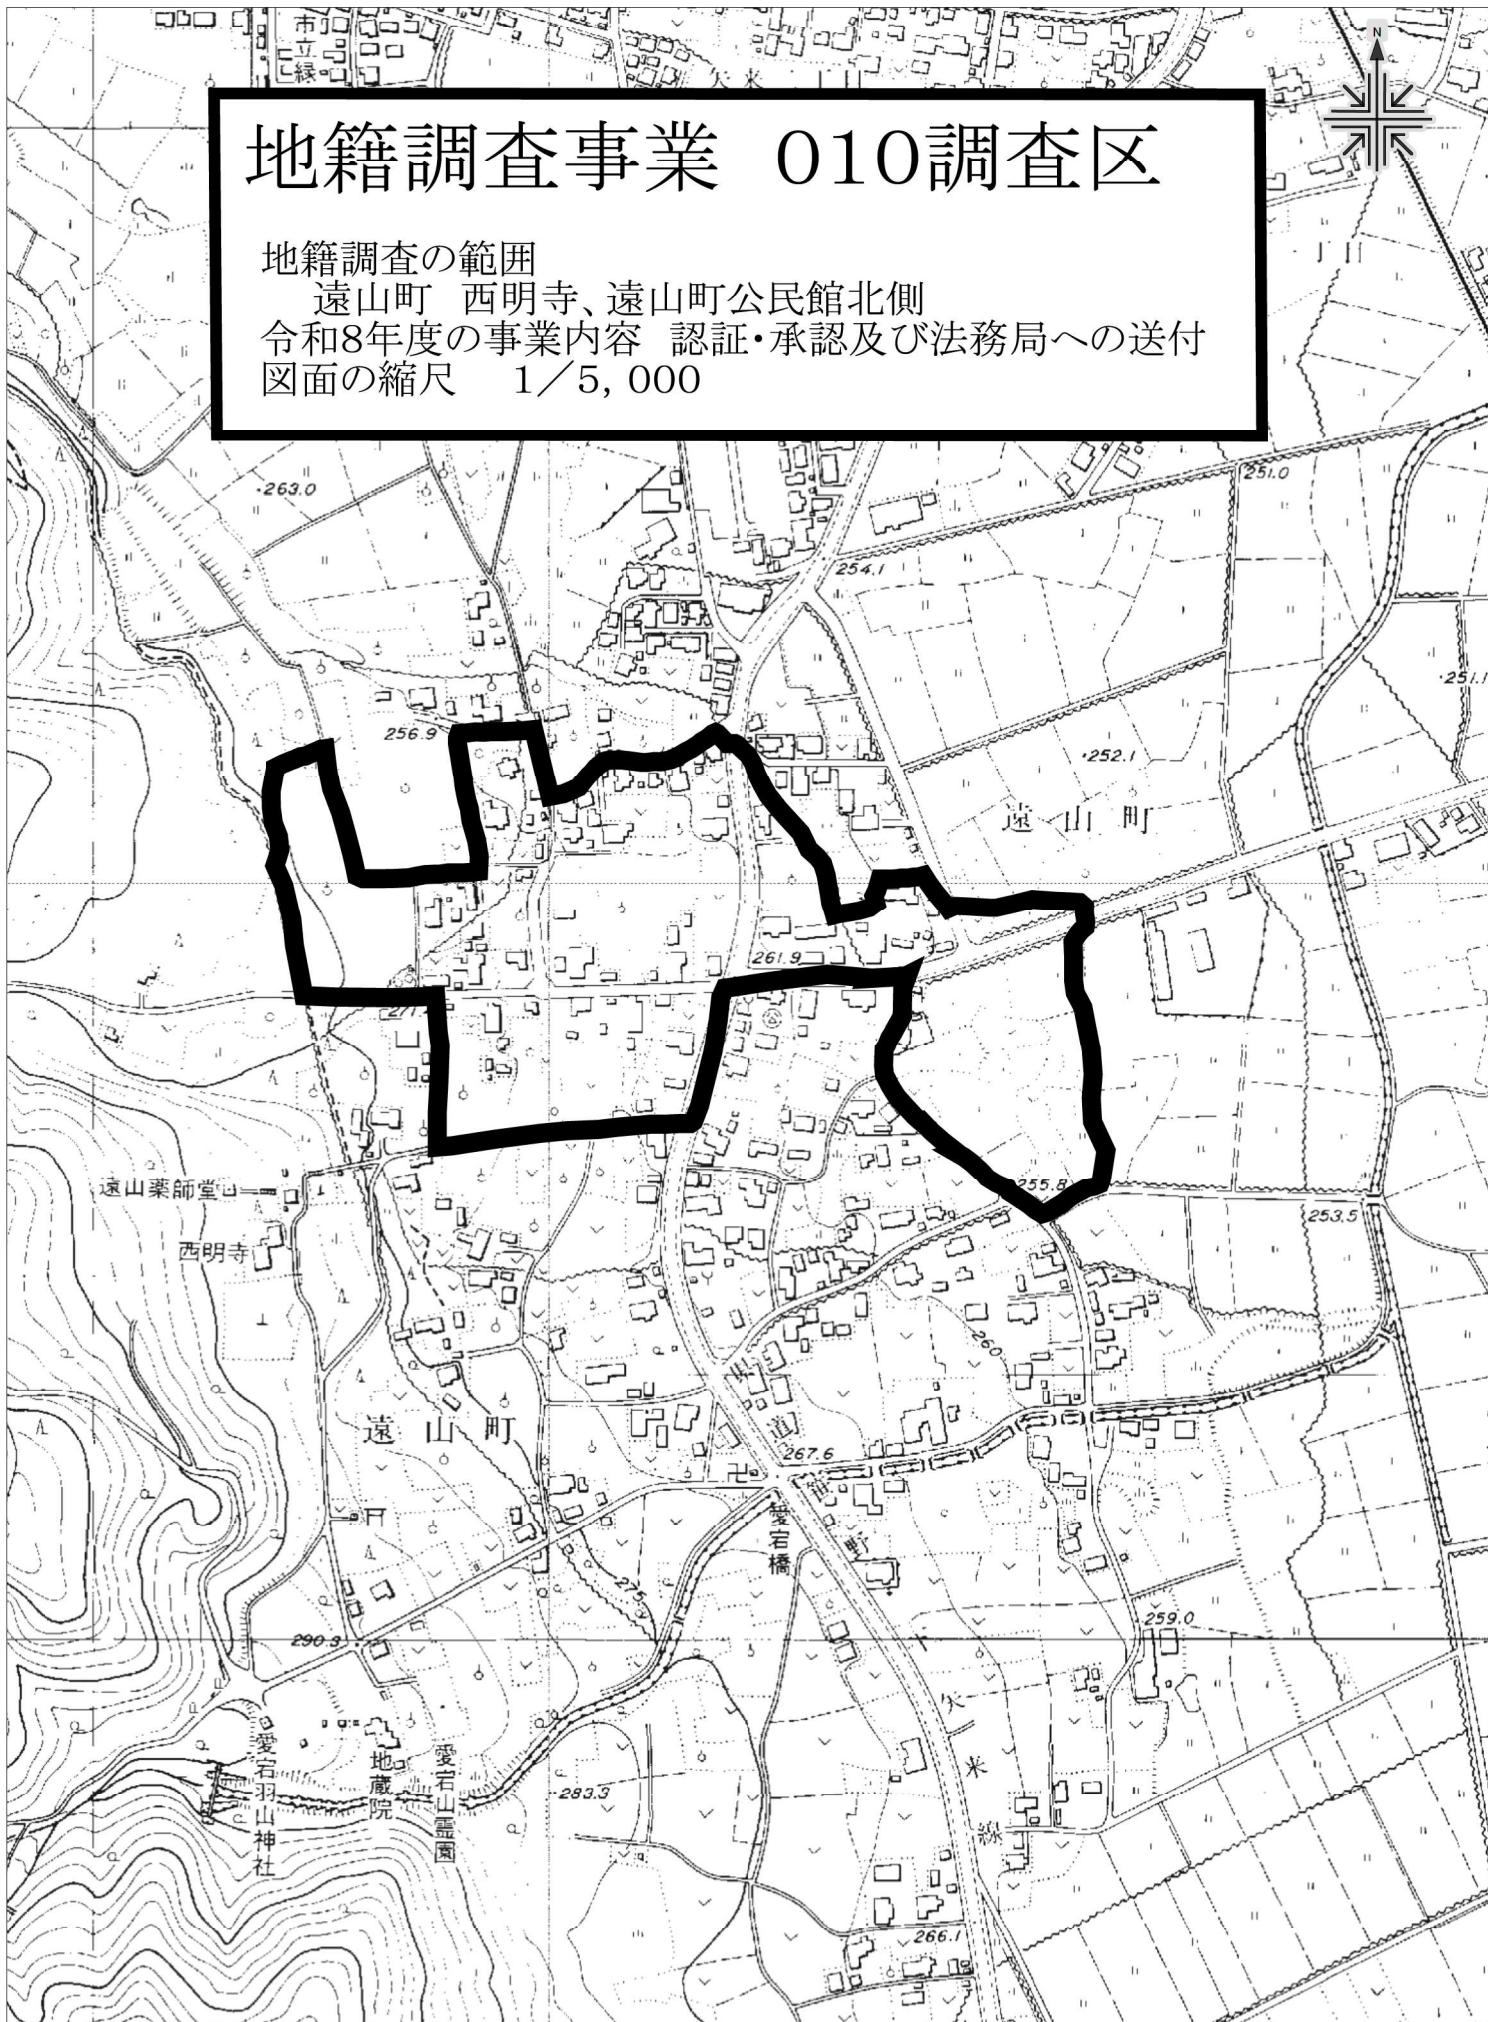 市立緑
N
地籍調査事業 010調査区
地籍調査の範囲
遠山町 西明寺、遠山町公民館北側
令和8年度の事業内容 認証・承認及び法務局への送付
図面の縮尺 1／5,000
263.0
251.0
254.1
251.1
256.9
252.1
遠山町
261.9
255.8
253.5
遠山薬師堂
西明寺
260
県道
遠山町
267.6
愛宕橋
275
259.0
290.3
矢来線
愛宕羽山神社
地蔵院
愛宕山霊園
283.3
266.1